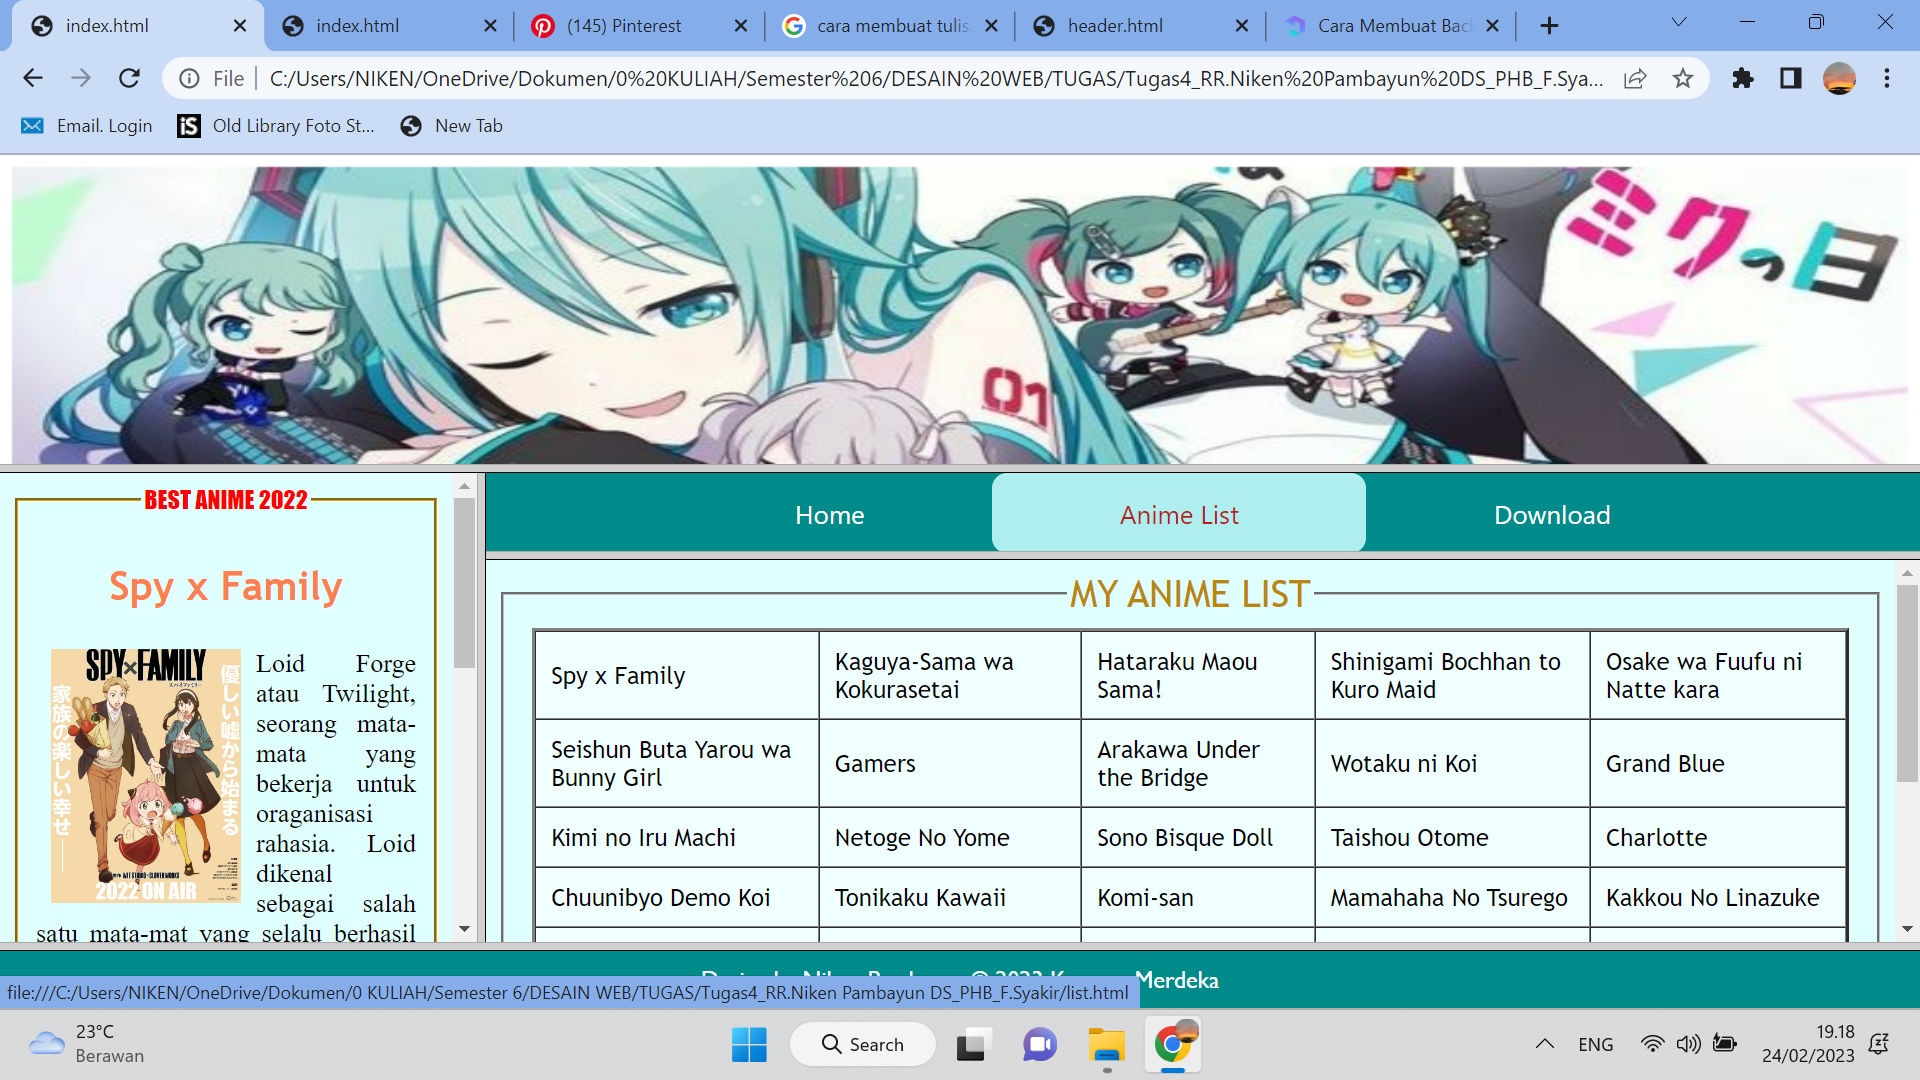 index.html
index.html
(145) Pinterest
cara membuat tulis
header.html
Cara Membuat Bac
File
C:/Users/NIKEN/OneDrive/Dokumen/0%20KULIAH/Semester%206/DESAIN%20WEB/TUGAS/Tugas4_RR.Niken%20Pambayun%20DS_PHB_F.Sya...
Email. Login
iS
Old Library Foto St...
New Tab
ミクの日
01
BEST ANIME 2022
Spy x Family
SPY×FAMILY
優しい嘘から始まる
家族の楽しい幸せ――
2022 ON AIR
Loid Forge
atau Twilight,
seorang mata-
mata yang
bekerja untuk
oraganisasi
rahasia. Loid
dikenal
sebagai salah
satu mata-mat yang selalu berhasil
Home
Anime List
Download
MY ANIME LIST
Spy x Family
Kaguya-Sama wa
Kokurasetai
Hataraku Maou
Sama!
Shinigami Bochhan to
Kuro Maid
Osake wa Fuufu ni
Natte kara
Seishun Buta Yarou wa
Bunny Girl
Gamers
Arakawa Under
the Bridge
Wotaku ni Koi
Grand Blue
Kimi no Iru Machi
Netoge No Yome
Sono Bisque Doll
Taishou Otome
Charlotte
Chuunibyo Demo Koi
Tonikaku Kawaii
Komi-san
Mamahaha No Tsurego
Kakkou No Linazuke
Merdeka
file:///C:/Users/NIKEN/OneDrive/Dokumen/0 KULIAH/Semester 6/DESAIN WEB/TUGAS/Tugas4_RR.Niken Pambayun DS_PHB_F.Syakir/list.html
23°C
Berawan
Search
ENG
19.18
24/02/2023